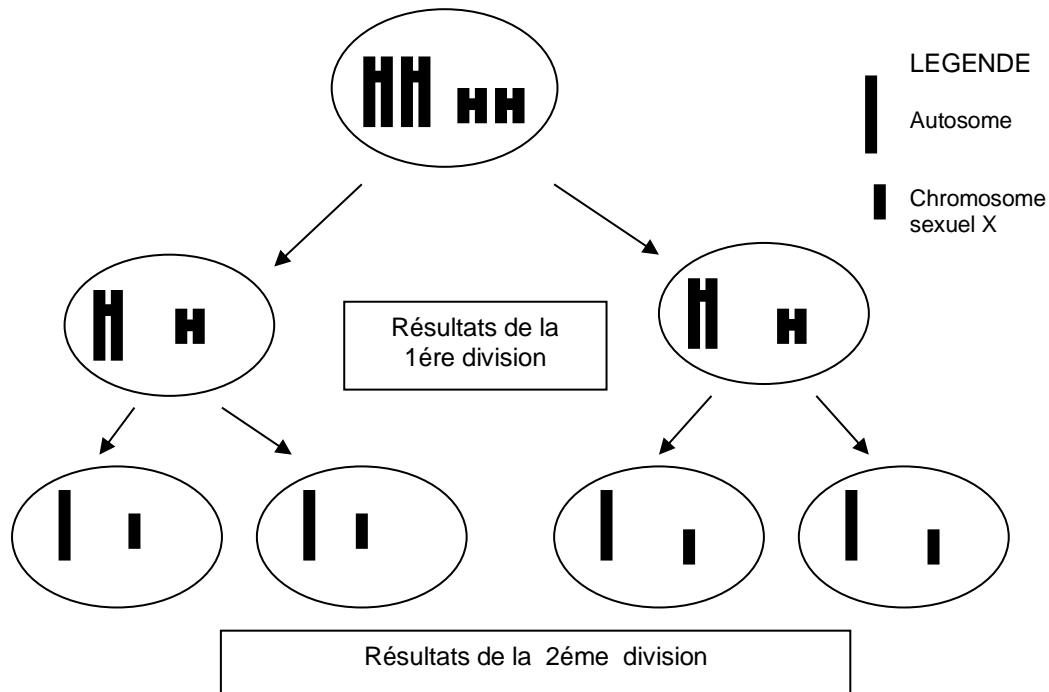 LEGENDE
Autosome
Chromosome
sexuel X
Résultats de la
1ére division
Résultats de la 2éme division